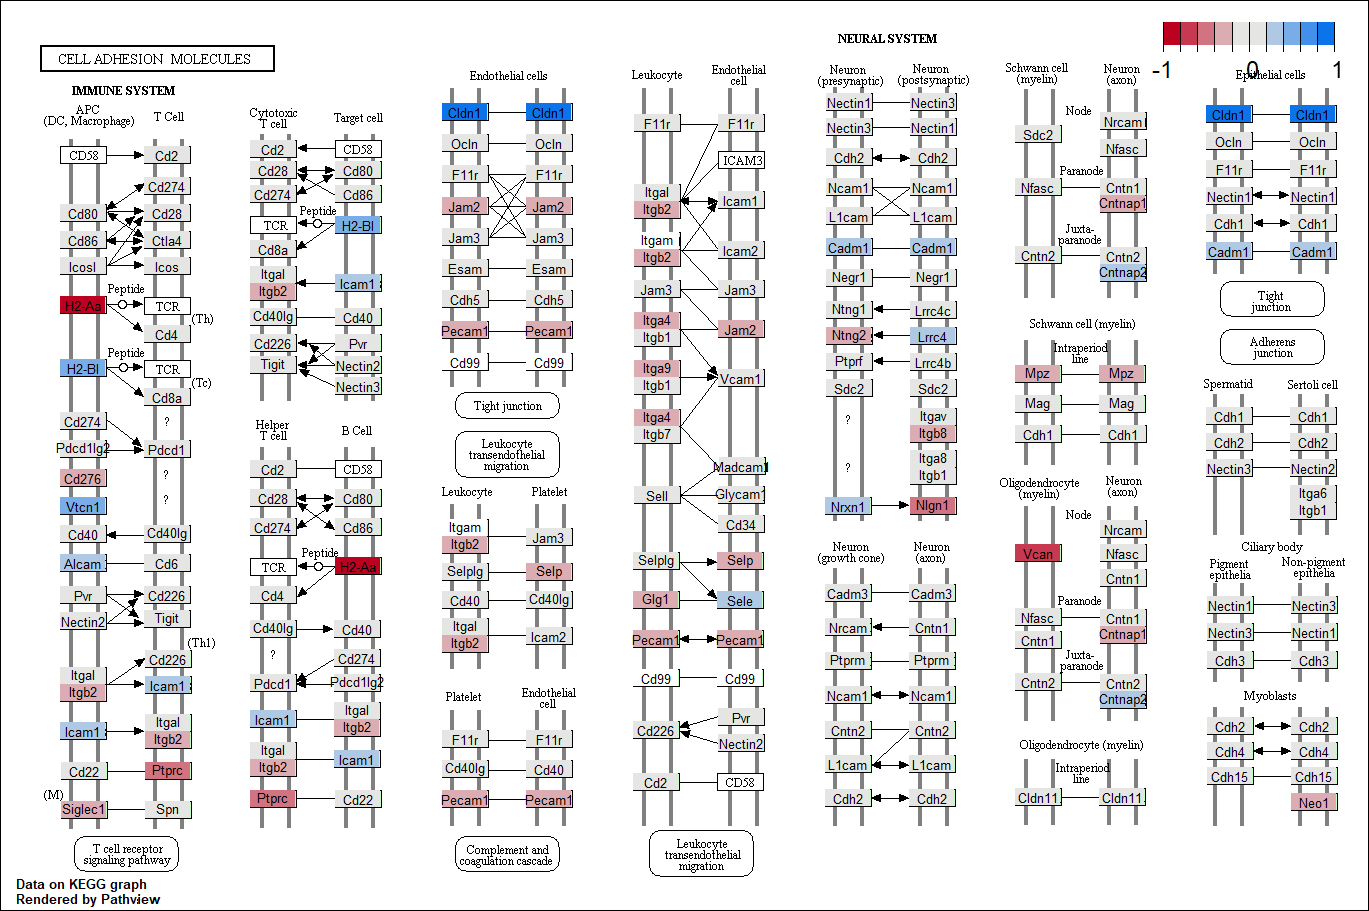 CELL ADHESION MOLECULES
-1
0
1
IMMUNE SYSTEM
APC
(DC, Macrophage)
T Cell
CD58
Cd2
Cd274
Cd80
Cd28
Cd86
Ctla4
Icosl
Icos
Peptide
H2-Aa
TCR
(Th)
Cd4
Peptide
H2-Bl
TCR
(Tc)
Cd8a
Cd274
?
Pdcd1lg2
Pdcd1
Cd276
?
Vtcn1
?
Cd40
Cd40lg
Alcam
Cd6
Pvr
Cd226
Nectin2
Tigit
(Th1)
Cd226
Itgal
Itgb2
Icam1
Icam1
Itgal
Itgb2
Cd22
Ptprc
(M)
Siglec1
Spn
T cell receptor
signaling pathway
Cytotoxic
T cell
Target cell
Cd2
CD58
Cd28
Cd80
Cd274
Cd86
Peptide
TCR
H2-Bl
Cd8a
Itgal
Itgb2
Icam1
Cd40lg
Cd40
Cd226
Pvr
Tigit
Nectin2
Nectin3
Helper
T cell
B Cell
Cd2
CD58
Cd28
Cd80
Cd274
Cd86
Peptide
TCR
H2-Aa
Cd4
Cd40lg
Cd40
?
Cd274
Pdcd1
Pdcd1lg2
Icam1
Itgal
Itgb2
Itgal
Itgb2
Icam1
Ptprc
Cd22
Endothelial cells
Cldn1
Cldn1
Ocln
Ocln
F11r
F11r
Jam2
Jam2
Jam3
Jam3
Esam
Esam
Cdh5
Cdh5
Pecam1
Pecam1
Cd99
Cd99
Tight junction
Leukocyte
transendothelial
migration
Leukocyte
Platelet
Itgam
Itgb2
Jam3
Selplg
Selp
Cd40
Cd40lg
Itgal
Itgb2
Icam2
Platelet
Endothelial
cell
F11r
F11r
Cd40lg
Cd40
Pecam1
Pecam1
Complement and
coagulation cascade
Leukocyte
Endothelial
cell
F11r
F11r
ICAM3
Itgal
Itgb2
Icam1
Itgam
Itgb2
Icam2
Jam3
Jam3
Itga4
Itgb1
Jam2
Itga9
Itgb1
Vcam1
Itga4
Itgb7
Madcam1
Sell
Glycam1
Cd34
Selplg
Selp
Glg1
Sele
Pecam1
Pecam1
Cd99
Cd99
Cd226
Pvr
Nectin2
Cd2
CD58
Leukocyte
transendothelial
migration
NEURAL SYSTEM
Neuron
(presynaptic)
Neuron
(postsynaptic)
Nectin1
Nectin3
Nectin3
Nectin1
Cdh2
Cdh2
Ncam1
Ncam1
L1cam
L1cam
Cadm1
Cadm1
Negr1
Negr1
Ntng1
Lrrc4c
Ntng2
Lrrc4
Ptprf
Lrrc4b
Sdc2
Sdc2
?
Itgav
Itgb8
?
Itga8
Itgb1
Nrxn1
Nlgn1
Neuron
(growth cone)
Neuron
(axon)
Cadm3
Cadm3
Nrcam
Cntn1
Ptprm
Ptprm
Ncam1
Ncam1
Cntn2
Cntn2
L1cam
L1cam
Cdh2
Cdh2
Schwann cell
(myelin)
Neuron
(axon)
Node
Sdc2
Nrcam
Nfasc
Paranode
Nfasc
Cntn1
Cntnap1
Juxta-
paranode
Cntn2
Cntn2
Cntnap2
Schwann cell (myelin)
Intraperiod
line
Mpz
Mpz
Mag
Mag
Cdh1
Cdh1
Oligodendrocyte
(myelin)
Neuron
(axon)
Node
Nrcam
Vcan
Nfasc
Cntn1
Paranode
Nfasc
Cntn1
Cntn1
Cntnap1
Juxta-
paranode
Cntn2
Cntn2
Cntnap2
Oligodendrocyte (myelin)
Intraperiod
line
Cldn11
Cldn11
Epithelial cells
Cldn1
Cldn1
Ocln
Ocln
F11r
F11r
Nectin1
Nectin1
Cdh1
Cdh1
Cadm1
Cadm1
Tight
junction
Adherens
junction
Spermatid
Sertoli cell
Cdh1
Cdh1
Cdh2
Cdh2
Nectin3
Nectin2
Itga6
Itgb1
Ciliary body
Pigment
epithelia
Non-pigment
epithelia
Nectin1
Nectin3
Nectin3
Nectin1
Cdh3
Cdh3
Myoblasts
Cdh2
Cdh2
Cdh4
Cdh4
Cdh15
Cdh15
Neo1
Data on KEGG graph
Rendered by Pathview